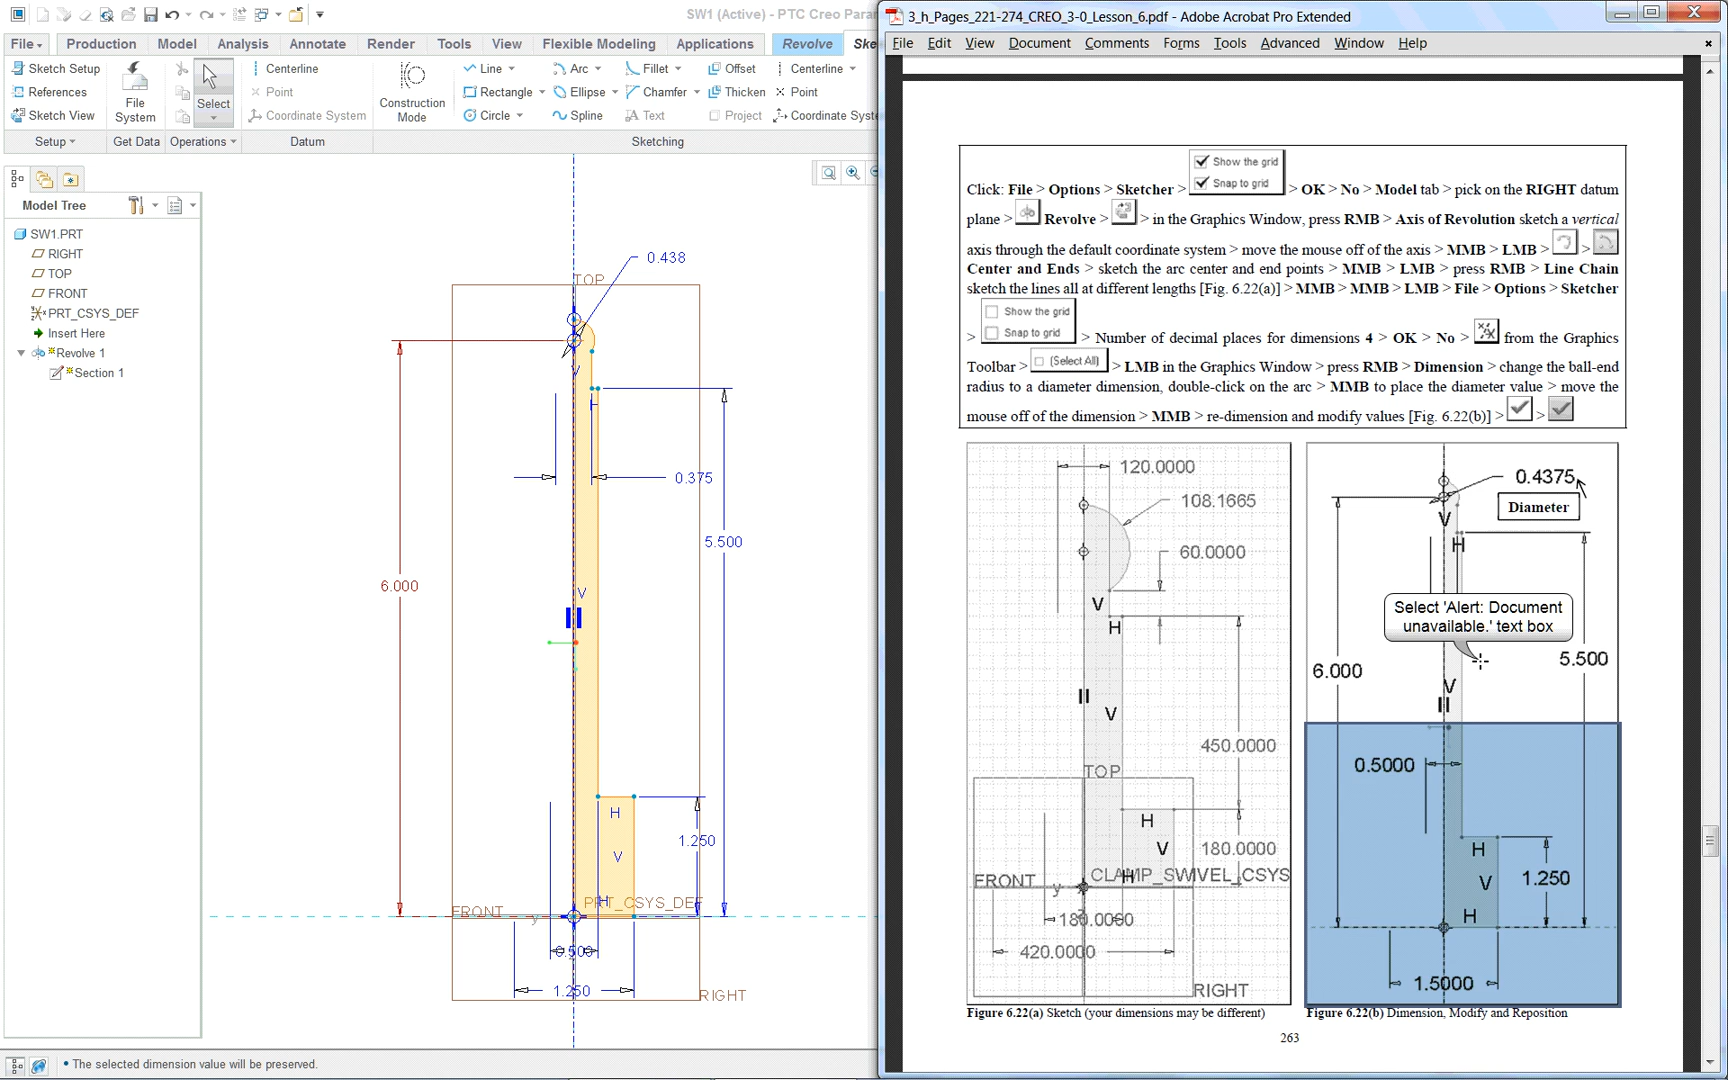 SW1 (Active) - PTC Creo Para
File
Production
Model
Analysis
Annotate
Render
Tools
View
Flexible Modeling
Applications
Revolve
Ske
Sketch Setup
References
Sketch View
Setup
File System
Get Data
Select
Operations
Centerline
Point
Coordinate System
Datum
Construction Mode
Line
Rectangle
Circle
Arc
Ellipse
Spline
Fillet
Chamfer
Text
Offset
Thicken
Project
Centerline
Point
Coordinate Syste
Sketching
Model Tree
SW1.PRT
RIGHT
TOP
FRONT
PRT_CSYS_DEF
Insert Here
Revolve 1
Section 1
0.438
TOP
V
H
0.375
5.500
6.000
V
H
1.250
V
H
PRT_CSYS_DEF
FRONT
y
0.500
1.250
RIGHT
The selected dimension value will be preserved.
3_h_Pages_221-274_CREO_3-0_Lesson_6.pdf - Adobe Acrobat Pro Extended
File Edit View Document Comments Forms Tools Advanced Window Help
Show the grid
Snap to grid
Click: File > Options > Sketcher > > OK > No > Model tab > pick on the RIGHT datum
plane > Revolve > > in the Graphics Window, press RMB > Axis of Revolution sketch a vertical
axis through the default coordinate system > move the mouse off of the axis > MMB > LMB > >
Center and Ends > sketch the arc center and end points > MMB > LMB > press RMB > Line Chain
sketch the lines all at different lengths [Fig. 6.22(a)] > MMB > MMB > LMB > File > Options > Sketcher
Show the grid
Snap to grid
> > Number of decimal places for dimensions 4 > OK > No > from the Graphics
Toolbar > (Select All) > LMB in the Graphics Window > press RMB > Dimension > change the ball-end
radius to a diameter dimension, double-click on the arc > MMB to place the diameter value > move the
mouse off of the dimension > MMB > re-dimension and modify values [Fig. 6.22(b)] > >
120.0000
108.1665
60.0000
V
H
V
450.0000
TOP
H
V
180.0000
CLAMP_SWIVEL_CSYS
H
FRONT
y
180.0000
420.0000
RIGHT
0.4375
Diameter
V
H
Select 'Alert: Document
unavailable.' text box
6.000
5.500
V
0.5000
H
V
1.250
H
1.5000
Figure 6.22(a) Sketch (your dimensions may be different)
Figure 6.22(b) Dimension, Modify and Reposition
263